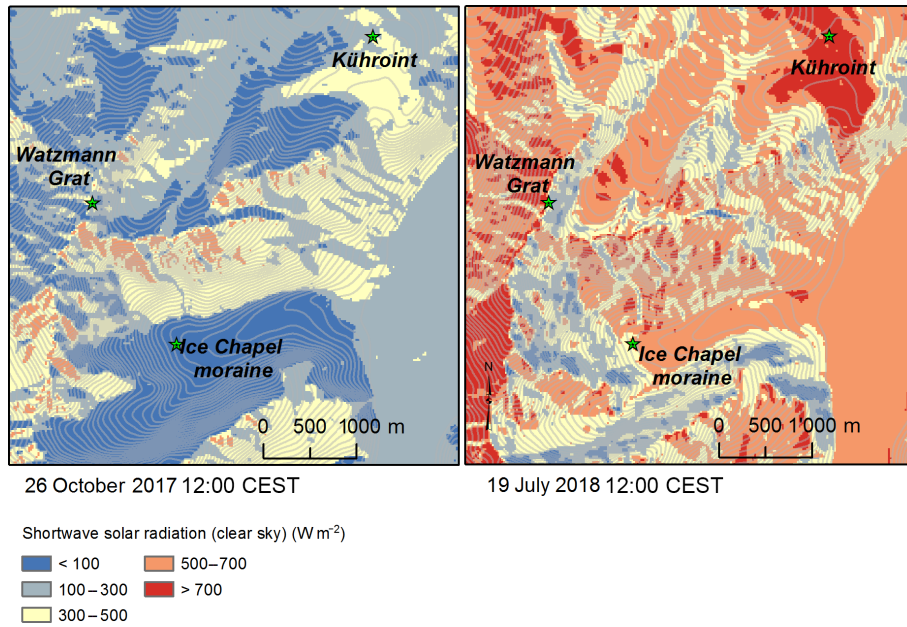 Kühroint
Watzmann
Grat
Ice Chapel
moraine
0 500 1000 m
Kühroint
Watzmann
Grat
Ice Chapel
moraine
N
0 500 1000 m
26 October 2017 12:00 CEST
19 July 2018 12:00 CEST
Shortwave solar radiation (clear sky) (W m⁻²)
< 100
500–700
100–300
> 700
300–500